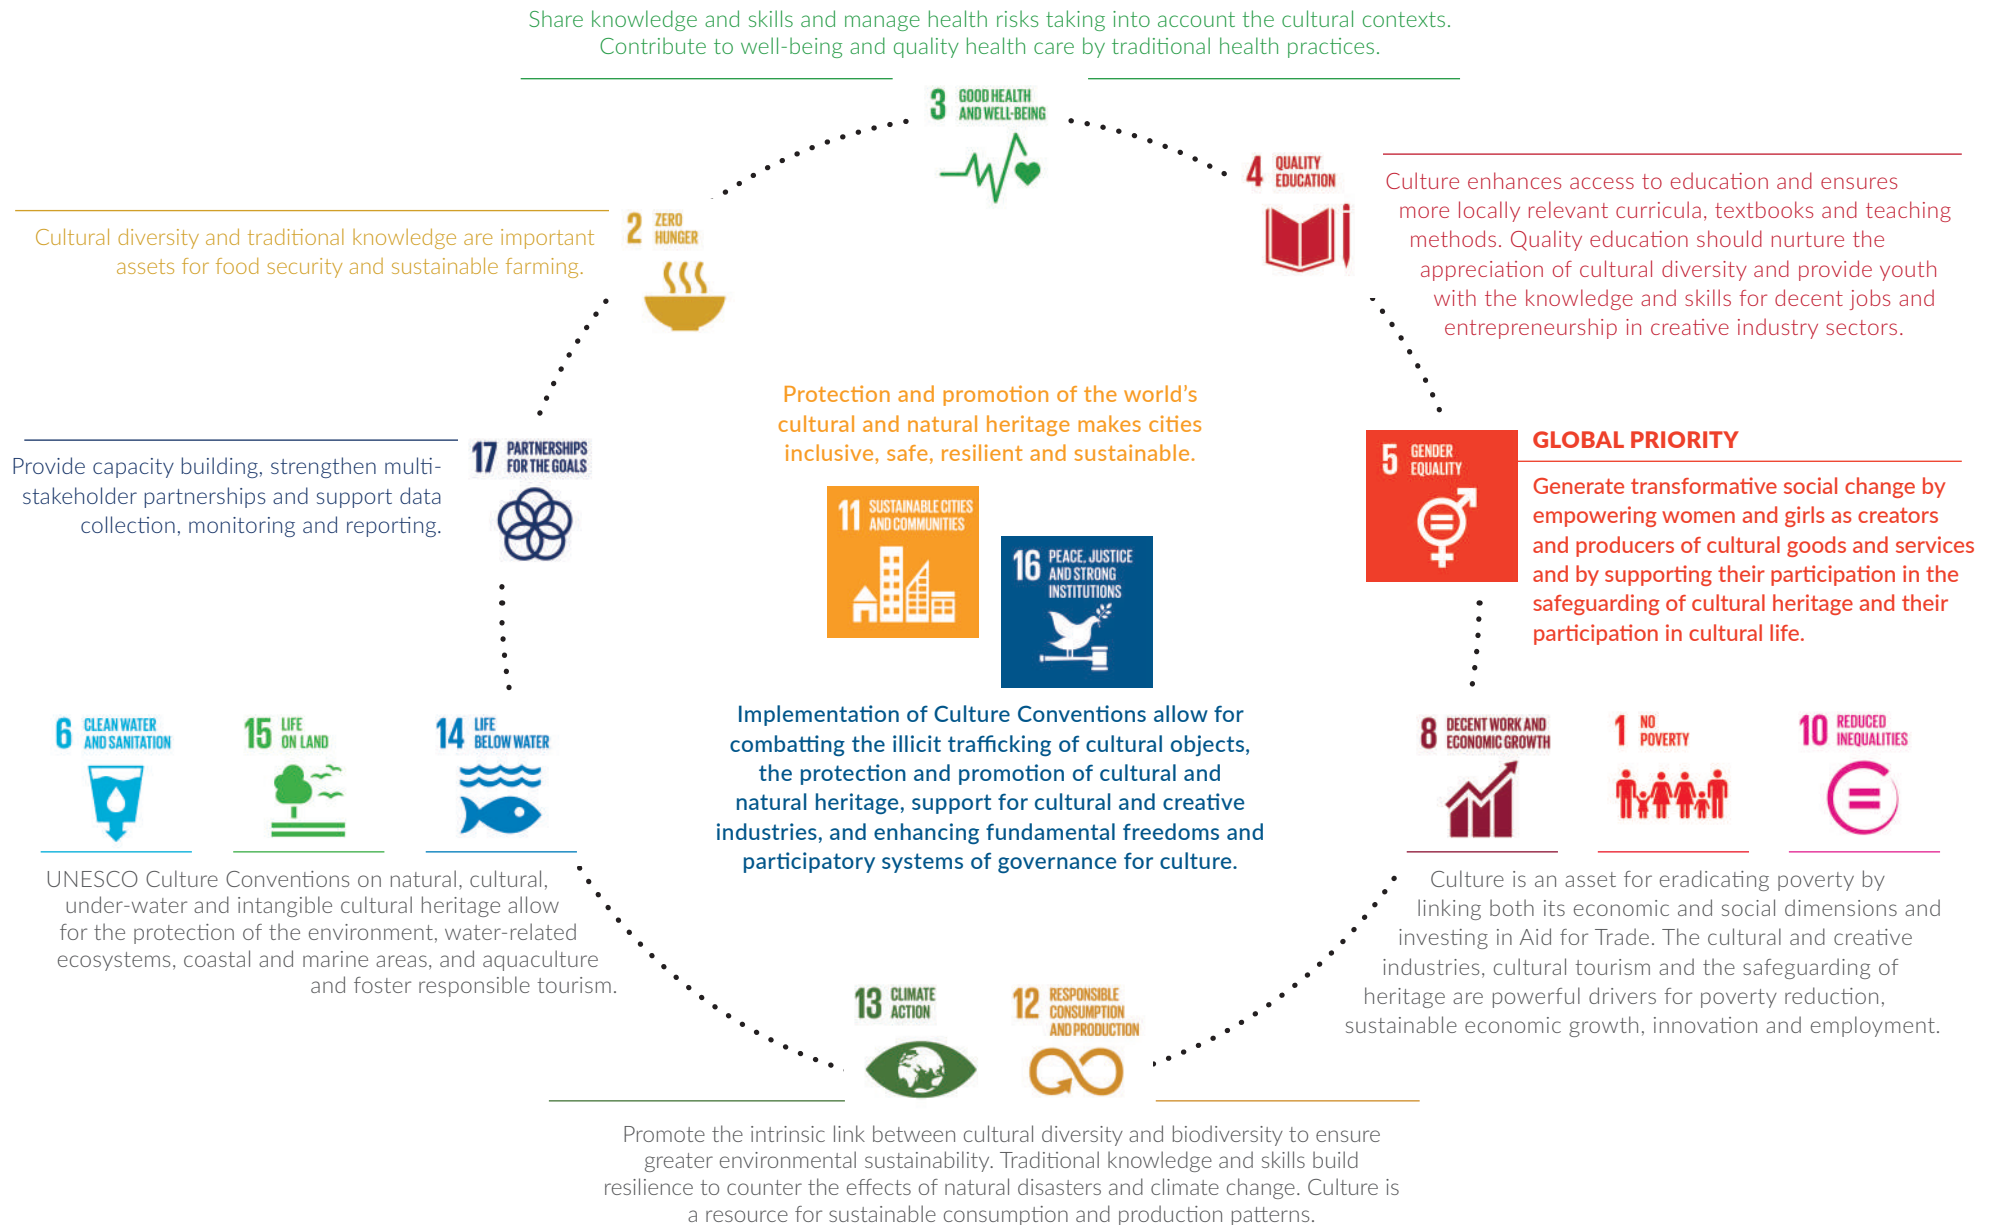 Share knowledge and skills and manage health risks taking into account the cultural contexts.
Contribute to well-being and quality health care by traditional health practices.
3 GOOD HEALTH
AND WELL-BEING
4 QUALITY
EDUCATION
Culture enhances access to education and ensures
more locally relevant curricula, textbooks and teaching
methods. Quality education should nurture the
appreciation of cultural diversity and provide youth
with the knowledge and skills for decent jobs and
entrepreneurship in creative industry sectors.
2 ZERO
HUNGER
Cultural diversity and traditional knowledge are important
assets for food security and sustainable farming.
Protection and promotion of the world's
cultural and natural heritage makes cities
inclusive, safe, resilient and sustainable.
17 PARTNERSHIPS
FOR THE GOALS
Provide capacity building, strengthen multi-
stakeholder partnerships and support data
collection, monitoring and reporting.
11 SUSTAINABLE CITIES
AND COMMUNITIES
16 PEACE, JUSTICE
AND STRONG
INSTITUTIONS
5 GENDER
EQUALITY
GLOBAL PRIORITY
Generate transformative social change by
empowering women and girls as creators
and producers of cultural goods and services
and by supporting their participation in the
safeguarding of cultural heritage and their
participation in cultural life.
Implementation of Culture Conventions allow for
combatting the illicit trafficking of cultural objects,
the protection and promotion of cultural and
natural heritage, support for cultural and creative
industries, and enhancing fundamental freedoms and
participatory systems of governance for culture.
6 CLEAN WATER
AND SANITATION
15 LIFE
ON LAND
14 LIFE
BELOW WATER
UNESCO Culture Conventions on natural, cultural,
under-water and intangible cultural heritage allow
for the protection of the environment, water-related
ecosystems, coastal and marine areas, and aquaculture
and foster responsible tourism.
8 DECENT WORK AND
ECONOMIC GROWTH
1 NO
POVERTY
10 REDUCED
INEQUALITIES
Culture is an asset for eradicating poverty by
linking both its economic and social dimensions and
investing in Aid for Trade. The cultural and creative
industries, cultural tourism and the safeguarding of
heritage are powerful drivers for poverty reduction,
sustainable economic growth, innovation and employment.
13 CLIMATE
ACTION
12 RESPONSIBLE
CONSUMPTION
AND PRODUCTION
Promote the intrinsic link between cultural diversity and biodiversity to ensure
greater environmental sustainability. Traditional knowledge and skills build
resilience to counter the effects of natural disasters and climate change. Culture is
a resource for sustainable consumption and production patterns.